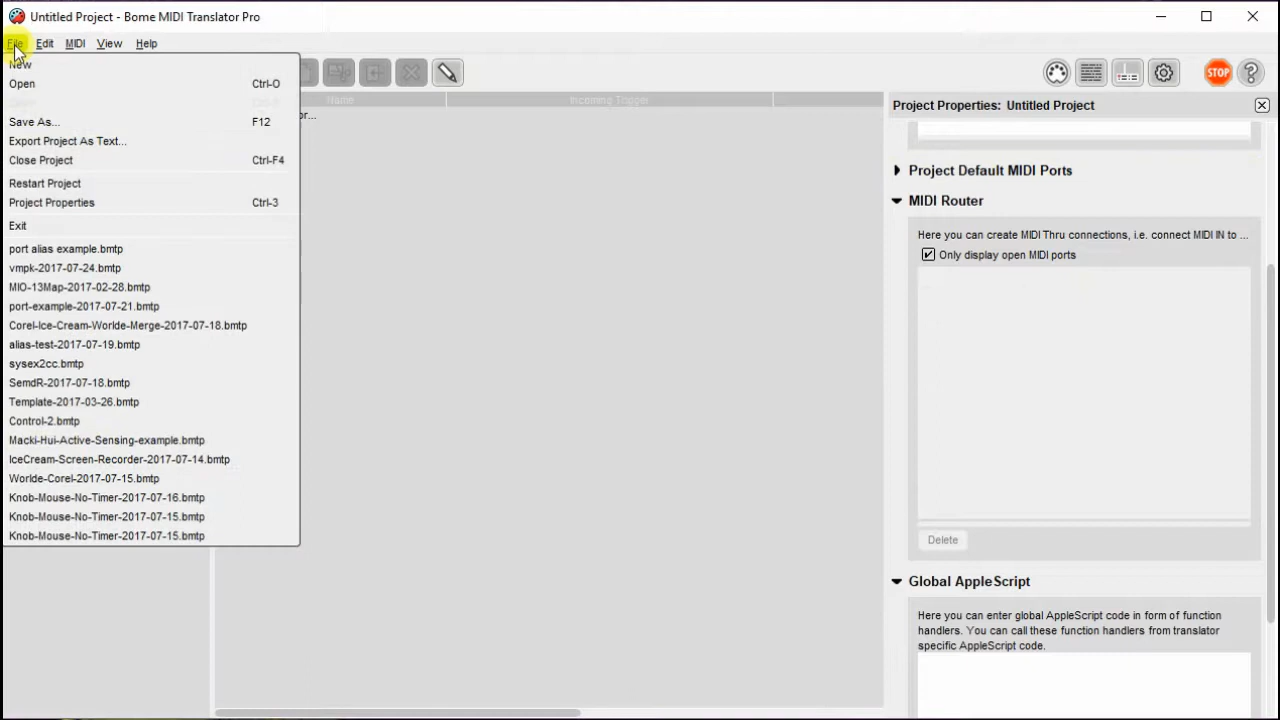 Untitled Project - Bome MIDI Translator Pro
File Edit MIDI View Help
New
Open Ctrl-O
Save As... F12
Export Project As Text...
Close Project Ctrl-F4
Restart Project
Project Properties Ctrl-3
Exit
port alias example.bmtp
vmpk-2017-07-24.bmtp
MIO-13Map-2017-02-28.bmtp
port-example-2017-07-21.bmtp
Corel-Ice-Cream-Worlde-Merge-2017-07-18.bmtp
alias-test-2017-07-19.bmtp
sysex2cc.bmtp
SemdR-2017-07-18.bmtp
Template-2017-03-26.bmtp
Control-2.bmtp
Macki-Hui-Active-Sensing-example.bmtp
IceCream-Screen-Recorder-2017-07-14.bmtp
Worlde-Corel-2017-07-15.bmtp
Knob-Mouse-No-Timer-2017-07-16.bmtp
Knob-Mouse-No-Timer-2017-07-15.bmtp
Knob-Mouse-No-Timer-2017-07-15.bmtp
STOP
Name Incoming Trigger
or...
Project Properties: Untitled Project
Project Default MIDI Ports
MIDI Router
Here you can create MIDI Thru connections, i.e. connect MIDI IN to ...
Only display open MIDI ports
Delete
Global AppleScript
Here you can enter global AppleScript code in form of function
handlers. You can call these function handlers from translator
specific AppleScript code.